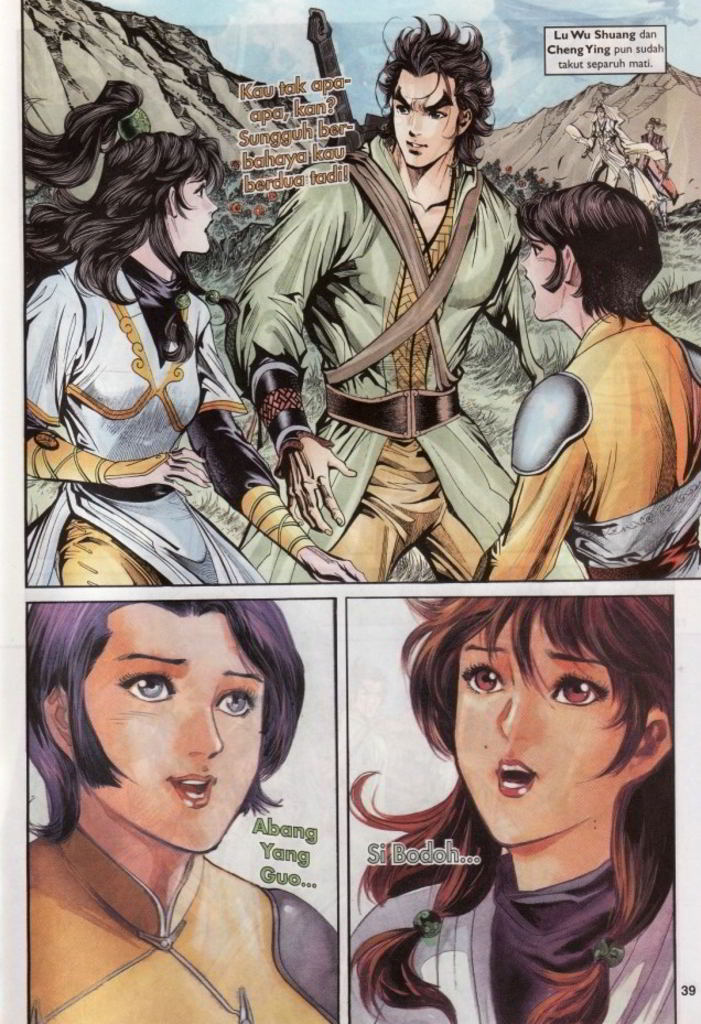 Lu Wu Shuang dan
Cheng Ying pun sudah
takut separuh mati.
Kau tak apa-
apa, kan?
Sungguh ber-
bahaya kau
berdua tadi!
Abang
Yang
Guo...
Si Bodoh...
39